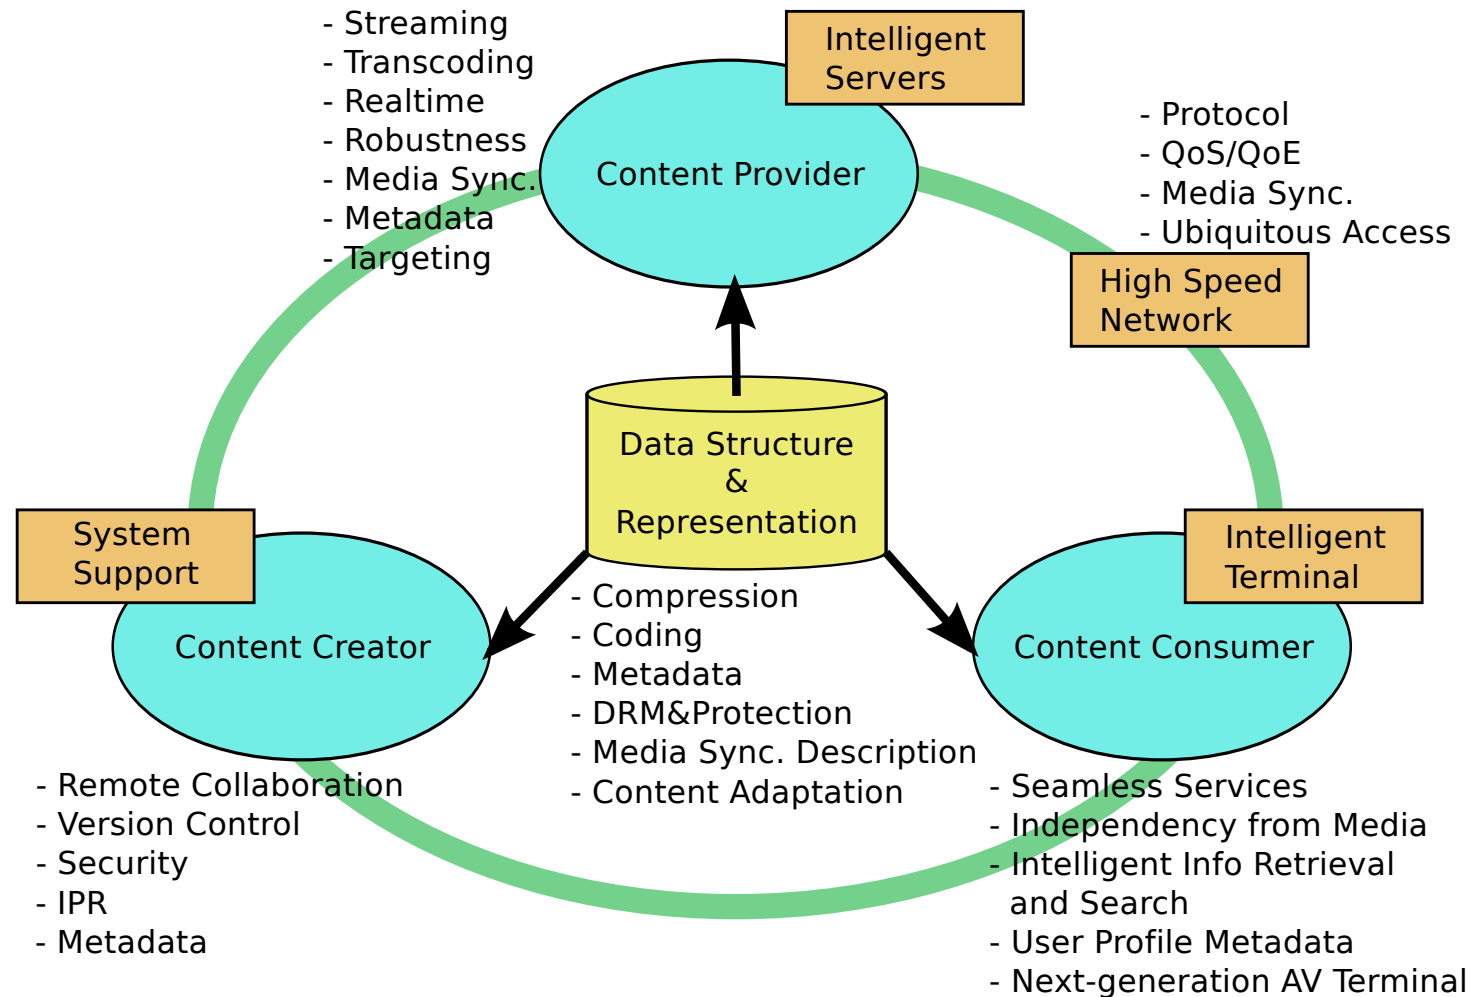 - Streaming
- Transcoding
- Realtime
- Robustness
- Media Sync.
- Metadata
- Targeting
Intelligent
Servers
Content Provider
- Protocol
- QoS/QoE
- Media Sync.
- Ubiquitous Access
High Speed
Network
Data Structure
&
Representation
System
Support
Content Creator
Intelligent
Terminal
Content Consumer
- Compression
- Coding
- Metadata
- DRM&Protection
- Media Sync. Description
- Content Adaptation
- Remote Collaboration
- Version Control
- Security
- IPR
- Metadata
- Seamless Services
- Independency from Media
- Intelligent Info Retrieval
and Search
- User Profile Metadata
- Next-generation AV Terminal